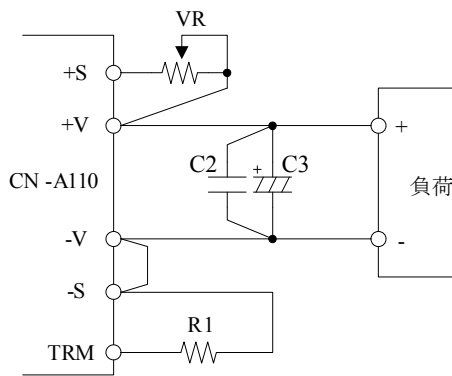 VR
+S
+V
CN -A110
C2
+
C3
+
負荷
-V
-
-S
R1
TRM